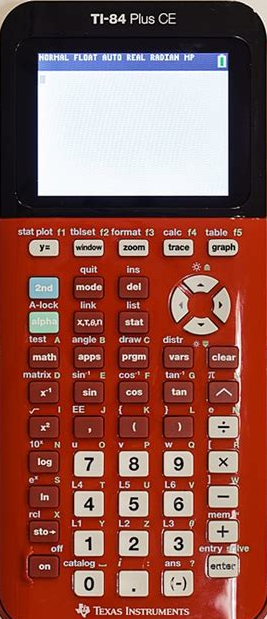 TI-84 Plus CE
NORMAL FLOAT AUTO REAL RADIAN MP
stat plot f1 tblset f2 format f3 calc f4 table f5
y= window zoom trace graph
quit ins
2nd mode del
A-lock link list
alpha X,T,θ,n stat
test A angle B draw C distr
math apps prgm vars clear
matrix D sin⁻¹ E cos⁻¹ F tan⁻¹ G π H
x⁻¹ sin cos tan ^
√ I EE J { K } L e M
x² , ( ) ÷
10ˣ N u O v P w Q R
log 7 8 9 ×
eˣ S L4 T L5 U L6 V ] W
ln 4 5 6 −
rcl X L1 Y L2 Z L3 θ mem "
sto→ 1 2 3 +
off catalog i : ans ? entry solve
on 0 . (-) enter
TEXAS INSTRUMENTS